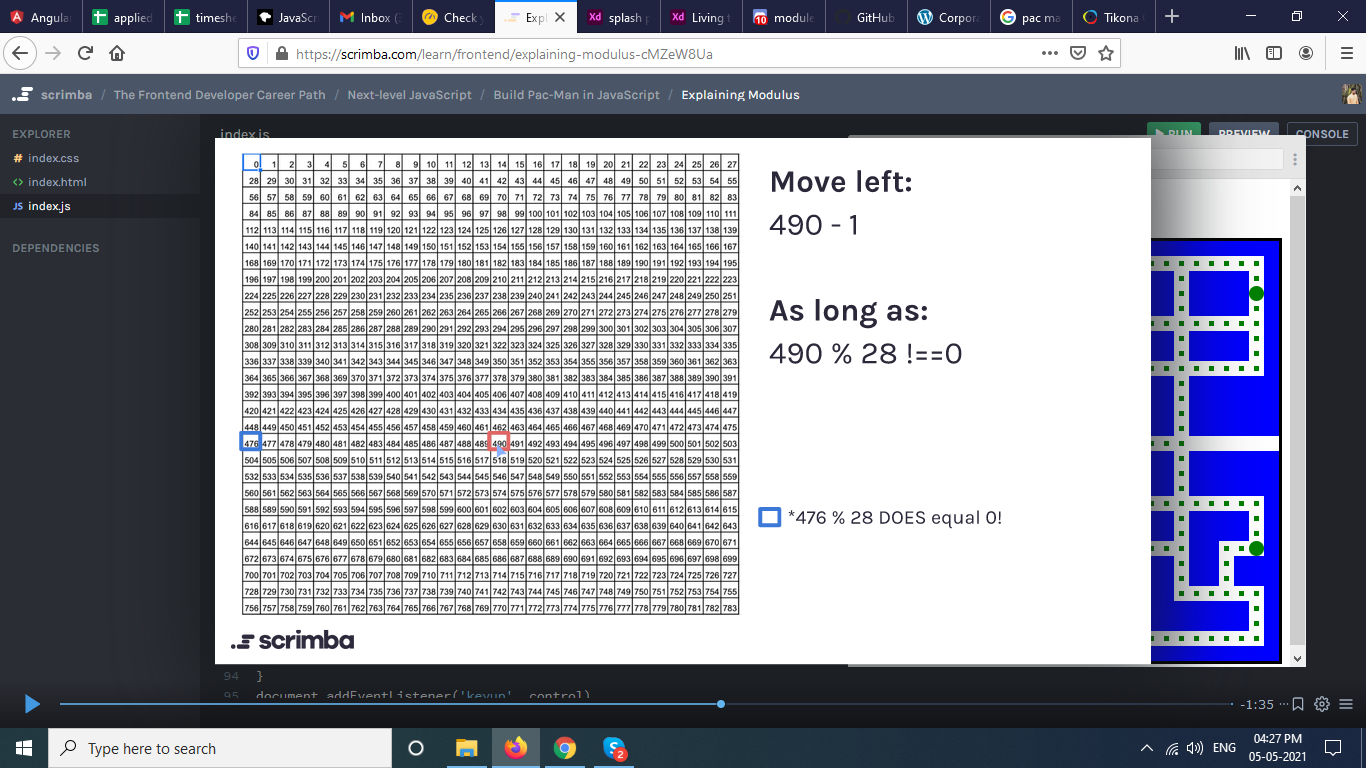 Angular
applied
timeshe
JavaScri
Inbox (3
Check y
Expl
splash p
Living t
module
GitHub
Corpora
pac ma
Tikona
https://scrimba.com/learn/frontend/explaining-modulus-cMZeW8Ua
scrimba / The Frontend Developer Career Path / Next-level JavaScript / Build Pac-Man in JavaScript / Explaining Modulus
EXPLORER
# index.css
<> index.html
JS index.js
DEPENDENCIES
index.js
RUN
PREVIEW
CONSOLE
0 1 2 3 4 5 6 7 8 9 10 11 12 13 14 15 16 17 18 19 20 21 22 23 24 25 26 27
28 29 30 31 32 33 34 35 36 37 38 39 40 41 42 43 44 45 46 47 48 49 50 51 52 53 54 55
56 57 58 59 60 61 62 63 64 65 66 67 68 69 70 71 72 73 74 75 76 77 78 79 80 81 82 83
84 85 86 87 88 89 90 91 92 93 94 95 96 97 98 99 100 101 102 103 104 105 106 107 108 109 110 111
112 113 114 115 116 117 118 119 120 121 122 123 124 125 126 127 128 129 130 131 132 133 134 135 136 137 138 139
140 141 142 143 144 145 146 147 148 149 150 151 152 153 154 155 156 157 158 159 160 161 162 163 164 165 166 167
168 169 170 171 172 173 174 175 176 177 178 179 180 181 182 183 184 185 186 187 188 189 190 191 192 193 194 195
196 197 198 199 200 201 202 203 204 205 206 207 208 209 210 211 212 213 214 215 216 217 218 219 220 221 222 223
224 225 226 227 228 229 230 231 232 233 234 235 236 237 238 239 240 241 242 243 244 245 246 247 248 249 250 251
252 253 254 255 256 257 258 259 260 261 262 263 264 265 266 267 268 269 270 271 272 273 274 275 276 277 278 279
280 281 282 283 284 285 286 287 288 289 290 291 292 293 294 295 296 297 298 299 300 301 302 303 304 305 306 307
308 309 310 311 312 313 314 315 316 317 318 319 320 321 322 323 324 325 326 327 328 329 330 331 332 333 334 335
336 337 338 339 340 341 342 343 344 345 346 347 348 349 350 351 352 353 354 355 356 357 358 359 360 361 362 363
364 365 366 367 368 369 370 371 372 373 374 375 376 377 378 379 380 381 382 383 384 385 386 387 388 389 390 391
392 393 394 395 396 397 398 399 400 401 402 403 404 405 406 407 408 409 410 411 412 413 414 415 416 417 418 419
420 421 422 423 424 425 426 427 428 429 430 431 432 433 434 435 436 437 438 439 440 441 442 443 444 445 446 447
448 449 450 451 452 453 454 455 456 457 458 459 460 461 462 463 464 465 466 467 468 469 470 471 472 473 474 475
476 477 478 479 480 481 482 483 484 485 486 487 488 489 490 491 492 493 494 495 496 497 498 499 500 501 502 503
504 505 506 507 508 509 510 511 512 513 514 515 516 517 518 519 520 521 522 523 524 525 526 527 528 529 530 531
532 533 534 535 536 537 538 539 540 541 542 543 544 545 546 547 548 549 550 551 552 553 554 555 556 557 558 559
560 561 562 563 564 565 566 567 568 569 570 571 572 573 574 575 576 577 578 579 580 581 582 583 584 585 586 587
588 589 590 591 592 593 594 595 596 597 598 599 600 601 602 603 604 605 606 607 608 609 610 611 612 613 614 615
616 617 618 619 620 621 622 623 624 625 626 627 628 629 630 631 632 633 634 635 636 637 638 639 640 641 642 643
644 645 646 647 648 649 650 651 652 653 654 655 656 657 658 659 660 661 662 663 664 665 666 667 668 669 670 671
672 673 674 675 676 677 678 679 680 681 682 683 684 685 686 687 688 689 690 691 692 693 694 695 696 697 698 699
700 701 702 703 704 705 706 707 708 709 710 711 712 713 714 715 716 717 718 719 720 721 722 723 724 725 726 727
728 729 730 731 732 733 734 735 736 737 738 739 740 741 742 743 744 745 746 747 748 749 750 751 752 753 754 755
756 757 758 759 760 761 762 763 764 765 766 767 768 769 770 771 772 773 774 775 776 777 778 779 780 781 782 783
Move left:
490 - 1
As long as:
490 % 28 !==0
*476 % 28 DOES equal 0!
scrimba
94 }
95 document.addEventListener('keyup', control)
-1:35
Type here to search
2
ENG
04:27 PM
05-05-2021